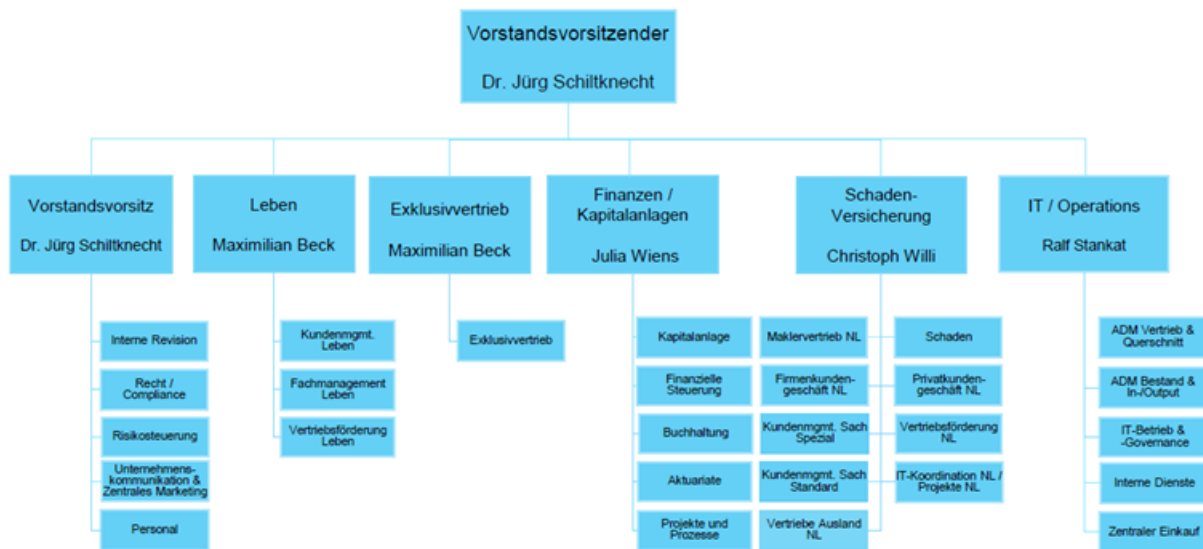 Vorstandsvorsitzender
Dr. Jürg Schiltknecht
Vorstandsvorsitz
Dr. Jürg Schiltknecht
Leben
Maximilian Beck
Exklusivvertrieb
Maximilian Beck
Finanzen /
Kapitalanlagen
Julia Wiens
Schaden-
Versicherung
Christoph Willi
IT / Operations
Ralf Stankat
Interne Revision
Recht /
Compliance
Risikosteuerung
Unternehmens-
kommunikation &
Zentrales Marketing
Personal
Kundenmgmt.
Leben
Fachmanagement
Leben
Vertriebsförderung
Leben
Exklusivvertrieb
Kapitalanlage
Finanzielle
Steuerung
Buchhaltung
Aktuariate
Projekte und
Prozesse
Maklervertrieb NL
Firmenkunden-
geschäft NL
Kundenmgmt. Sach
Spezial
Kundenmgmt. Sach
Standard
Vertriebe Ausland
NL
Schaden
Privatkunden-
geschäft NL
Vertriebsförderung
NL
IT-Koordination NL /
Projekte NL
ADM Vertrieb &
Querschnitt
ADM Bestand &
In-/Output
IT-Betrieb &
-Governance
Interne Dienste
Zentraler Einkauf